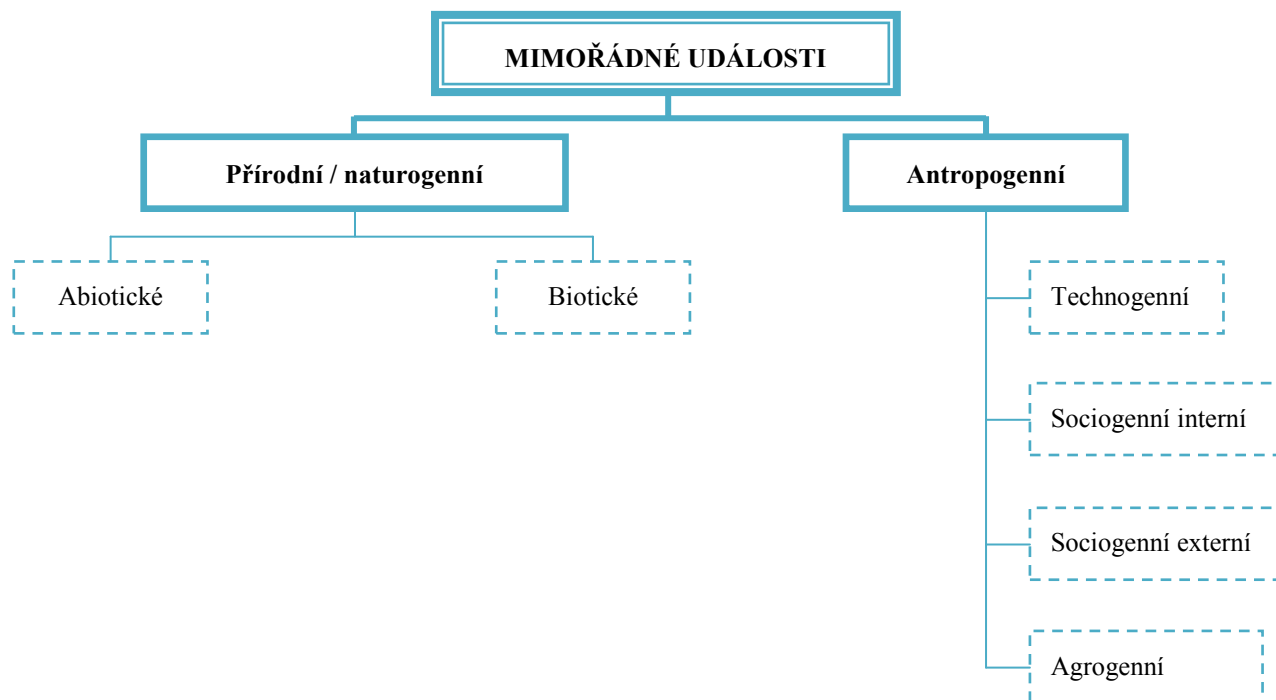 MIMOŘÁDNÉ UDÁLOSTI
Přírodní / naturogenní
Antropogenní
Abiotické
Biotické
Technogenní
Sociogenní interní
Sociogenní externí
Agrogenní